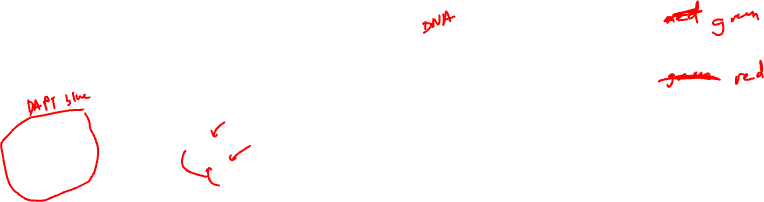 DNA
red green
green red
DAPI blue